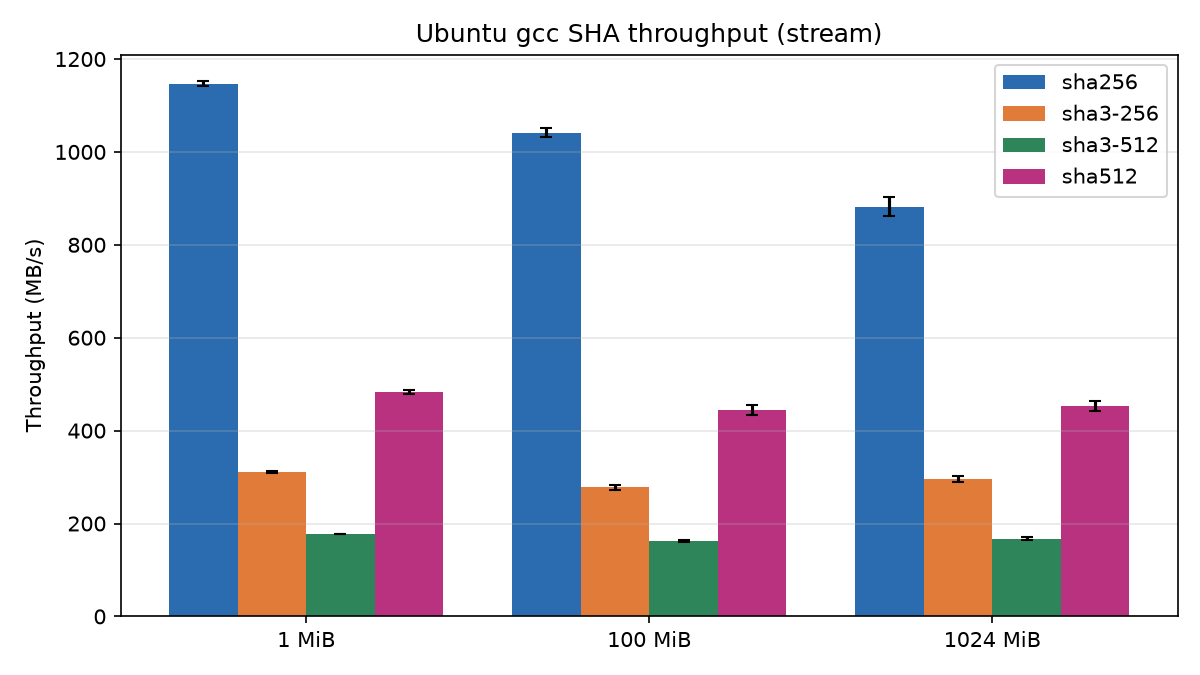 Ubuntu gcc SHA throughput (stream)
Throughput (MB/s)
1200
1000
800
600
400
200
0
1 MiB
100 MiB
1024 MiB
sha256
sha3-256
sha3-512
sha512